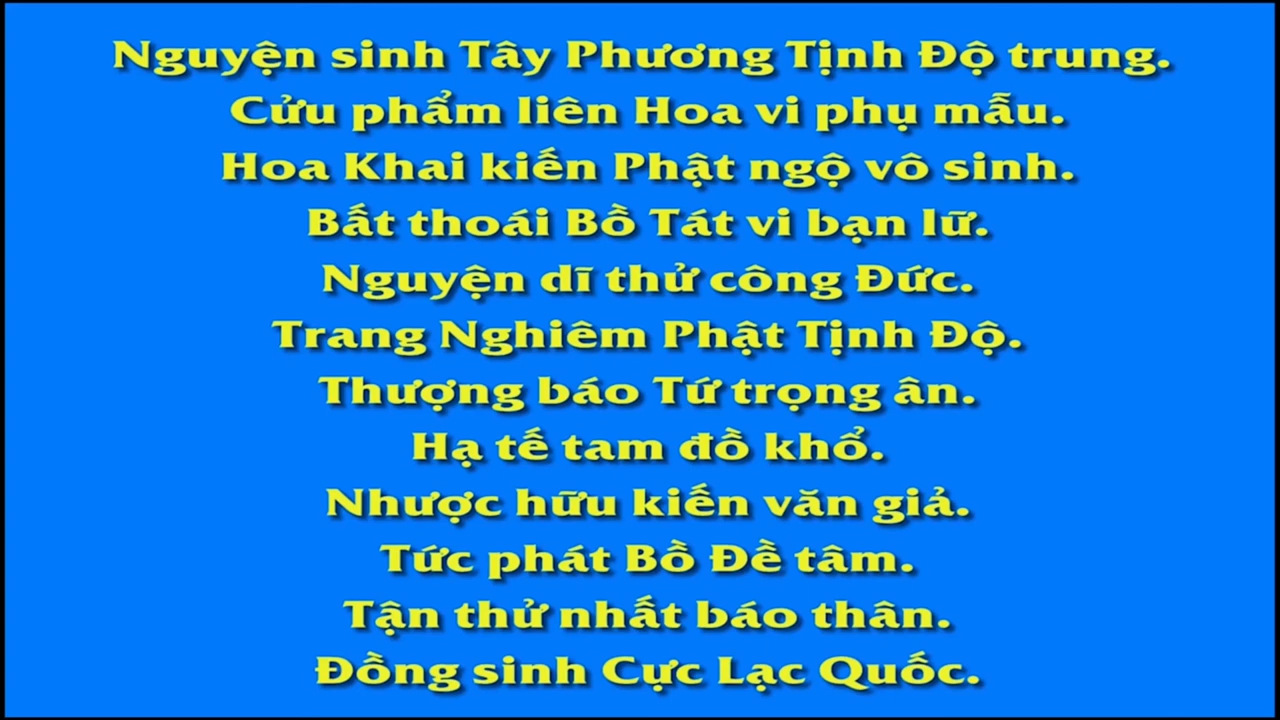 Nguyện sinh Tây Phương Tịnh Độ trung.
Cửu phẩm liên Hoa vi phụ mẫu.
Hoa Khai kiến Phật ngộ vô sinh.
Bất thoái Bồ Tát vi bạn lữ.
Nguyện dĩ thử công Đức.
Trang Nghiêm Phật Tịnh Độ.
Thượng báo Tứ trọng ân.
Hạ tế tam đồ khổ.
Nhược hữu kiến văn giả.
Tức phát Bồ Đề tâm.
Tận thử nhất báo thân.
Đồng sinh Cực Lạc Quốc.